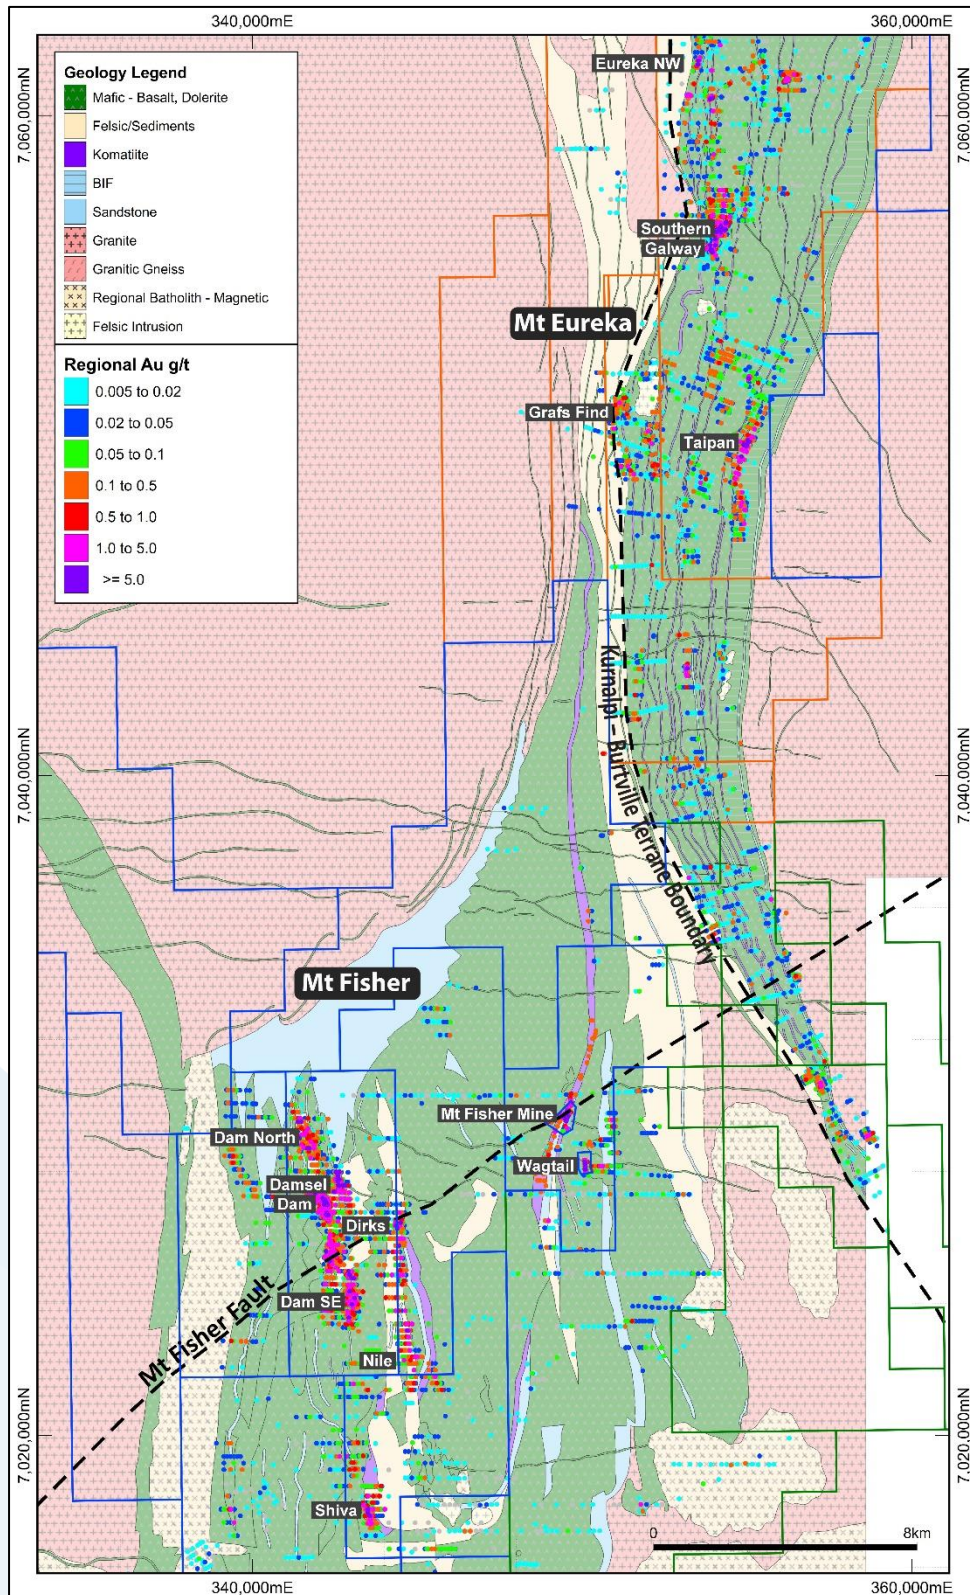 340,000mE
360,000mE
7,060,000mN
7,060,000mN
Geology Legend
Mafic - Basalt, Dolerite
Felsic/Sediments
Komatiite
BIF
Sandstone
Granite
Granitic Gneiss
Regional Batholith - Magnetic
Felsic Intrusion
Regional Au g/t
0.005 to 0.02
0.02 to 0.05
0.05 to 0.1
0.1 to 0.5
0.5 to 1.0
1.0 to 5.0
>= 5.0
Eureka NW
Southern
Galway
Mt Eureka
Grafs Find
Taipan
Kurnalpi - Burtville Terrane Boundary
7,040,000mN
7,040,000mN
Mt Fisher
Mt Fisher Mine
Dam North
Wagtail
Damsel
Dam
Dirks
Dam SE
Mt Fisher Fault
Nile
7,020,000mN
7,020,000mN
Shiva
0
8km
340,000mE
360,000mE